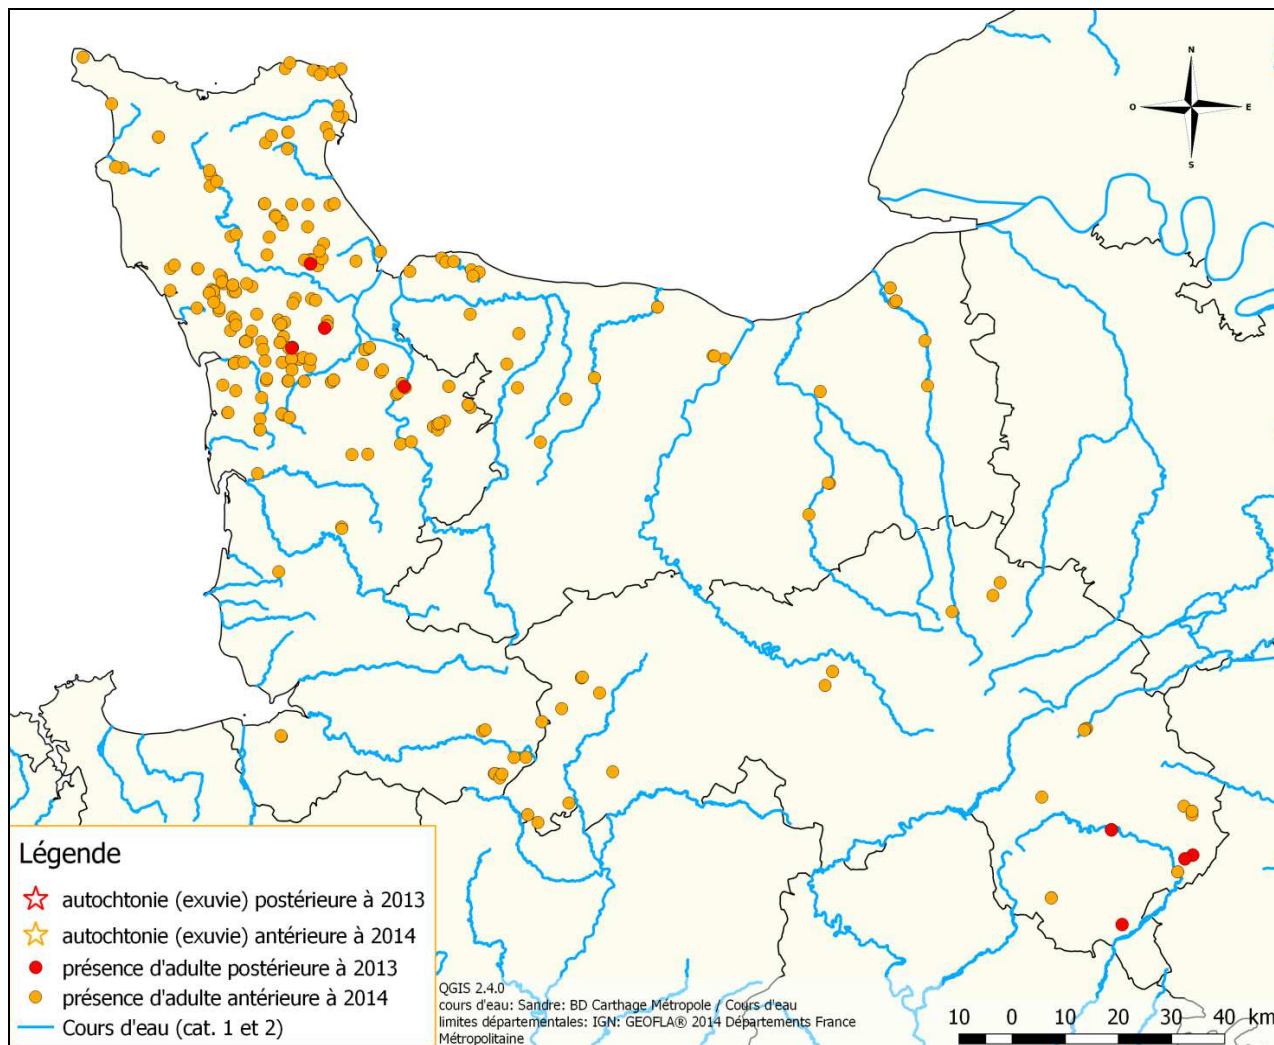 N
O
E
S
Légende
autochtonie (exuvie) postérieure à 2013
autochtonie (exuvie) antérieure à 2014
présence d'adulte postérieure à 2013
présence d'adulte antérieure à 2014
Cours d'eau (cat. 1 et 2)
QGIS 2.4.0
cours d'eau: Sandre: BD Carthage Métropole / Cours d'eau
limites départementales: IGN: GEOFLA® 2014 Départements France
Métropolitaine
10 0 10 20 30 40 km